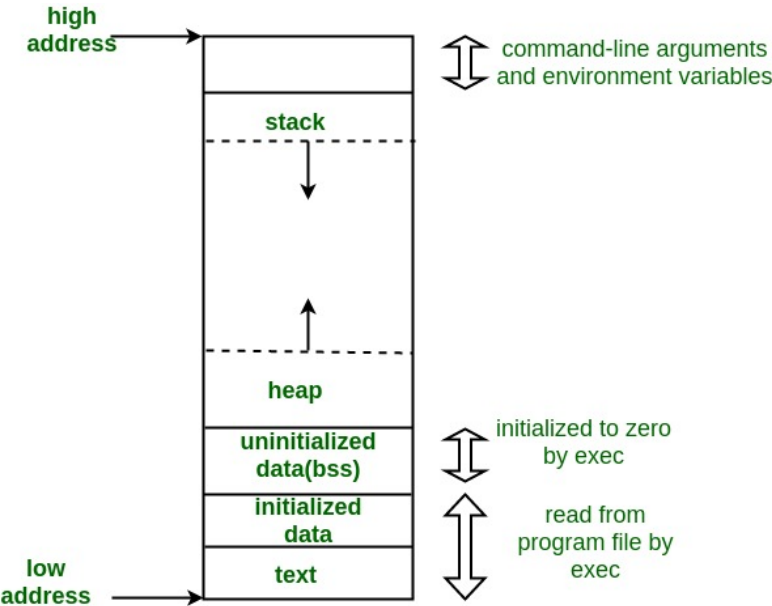 high
address
command-line arguments
and environment variables
stack
heap
uninitialized
data(bss)
initialized to zero
by exec
initialized
data
read from
program file by
exec
text
low
address